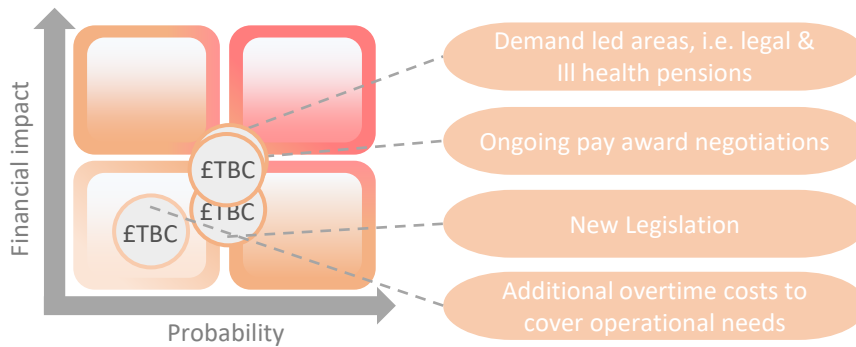 Financial impact
Probability
£TBC
£TBC
£TBC
Demand led areas, i.e. legal &
Ill health pensions
Ongoing pay award negotiations
New Legislation
Additional overtime costs to
cover operational needs